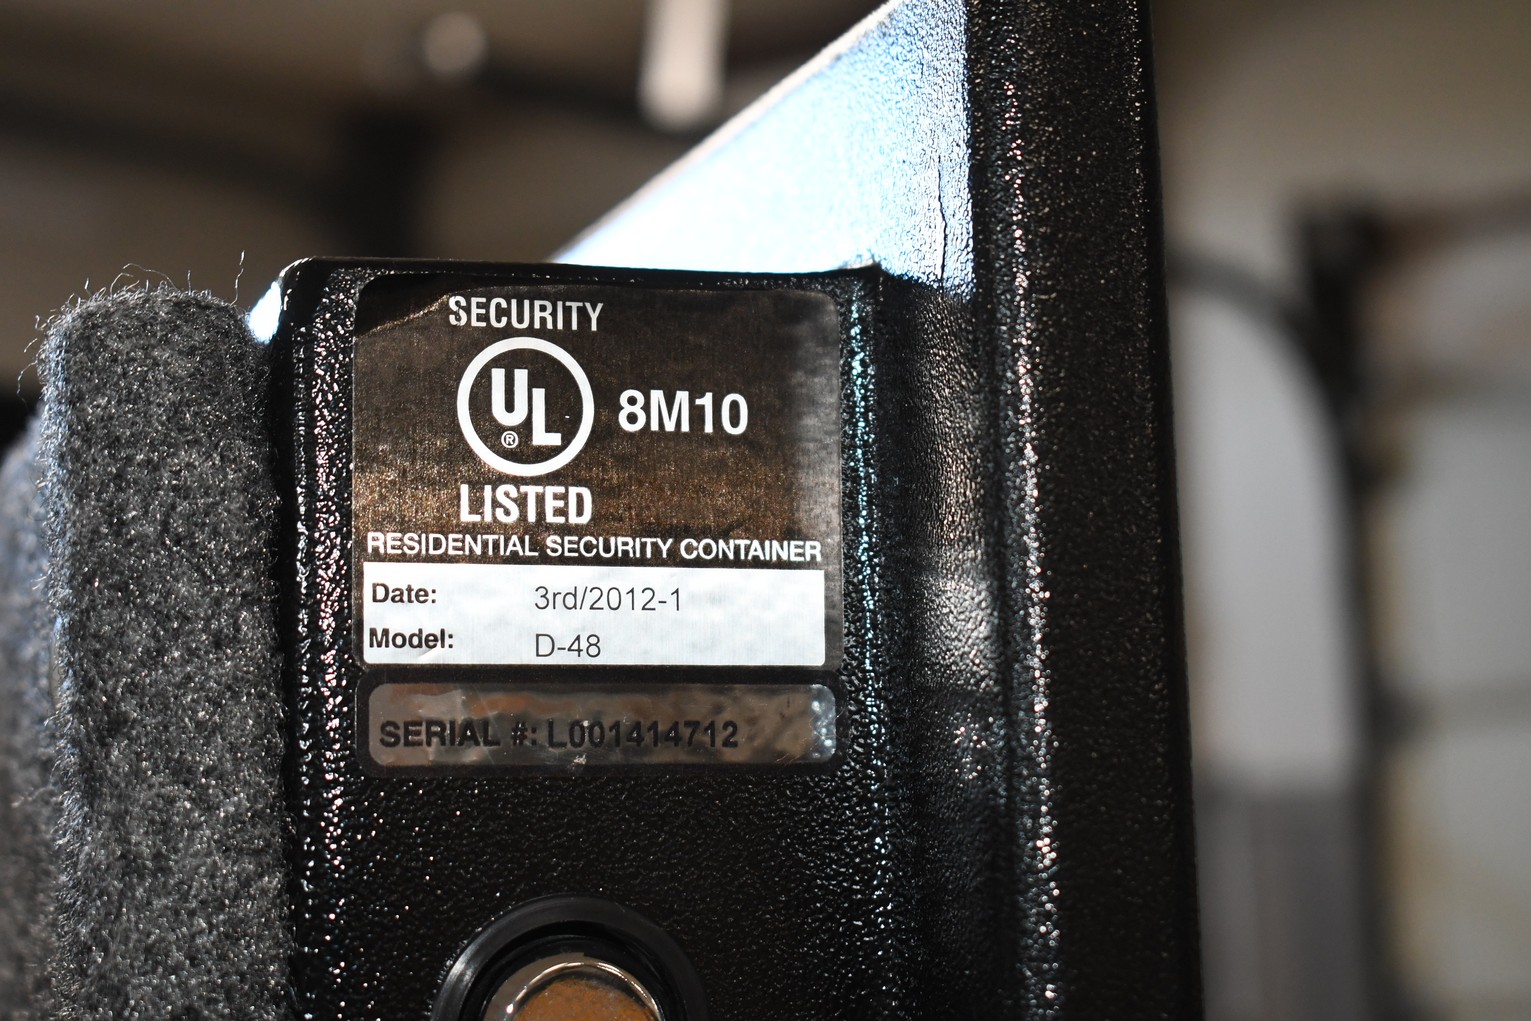 SECURITY
UL ®
8M10
LISTED
RESIDENTIAL SECURITY CONTAINER
Date: 3rd/2012-1
Model: D-48
SERIAL #: L001414712